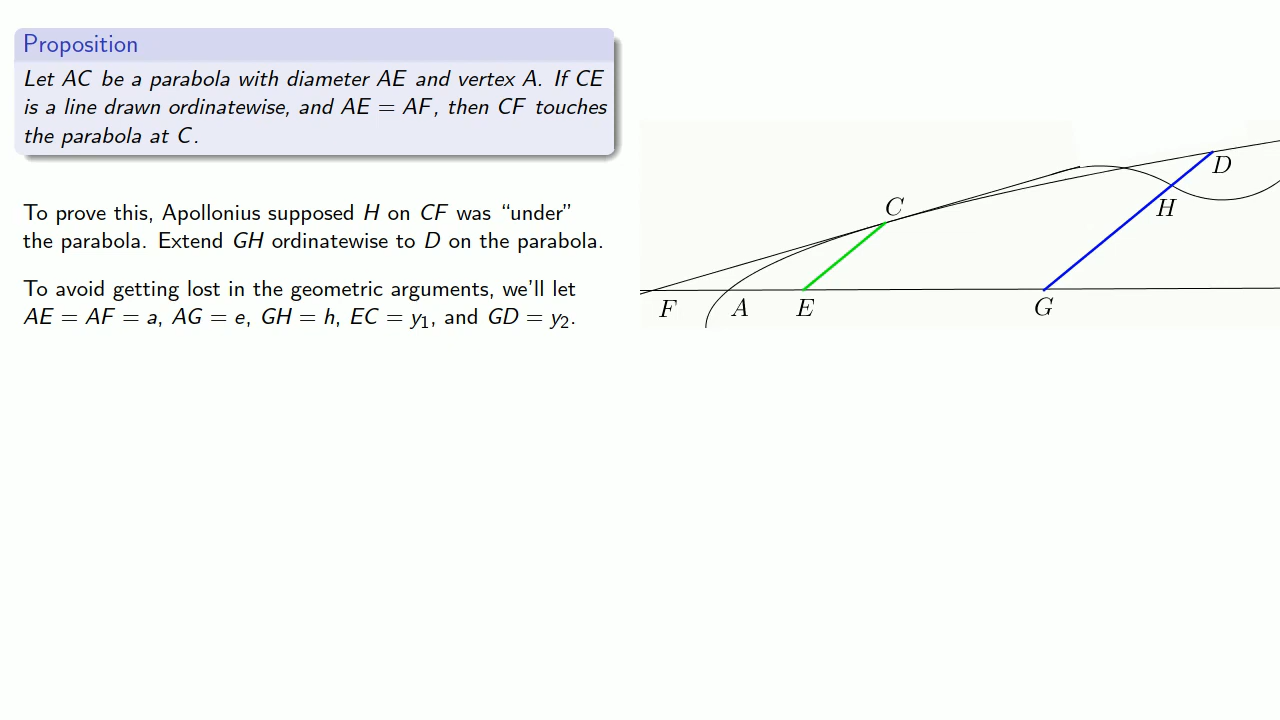 Proposition
Let AC be a parabola with diameter AE and vertex A. If CE
is a line drawn ordinatewise, and AE = AF, then CF touches
the parabola at C.
To prove this, Apollonius supposed H on CF was “under”
the parabola. Extend GH ordinatewise to D on the parabola.
To avoid getting lost in the geometric arguments, we'll let
AE = AF = a, AG = e, GH = h, EC = y₁, and GD = y₂.
C
D
H
F
A
E
G